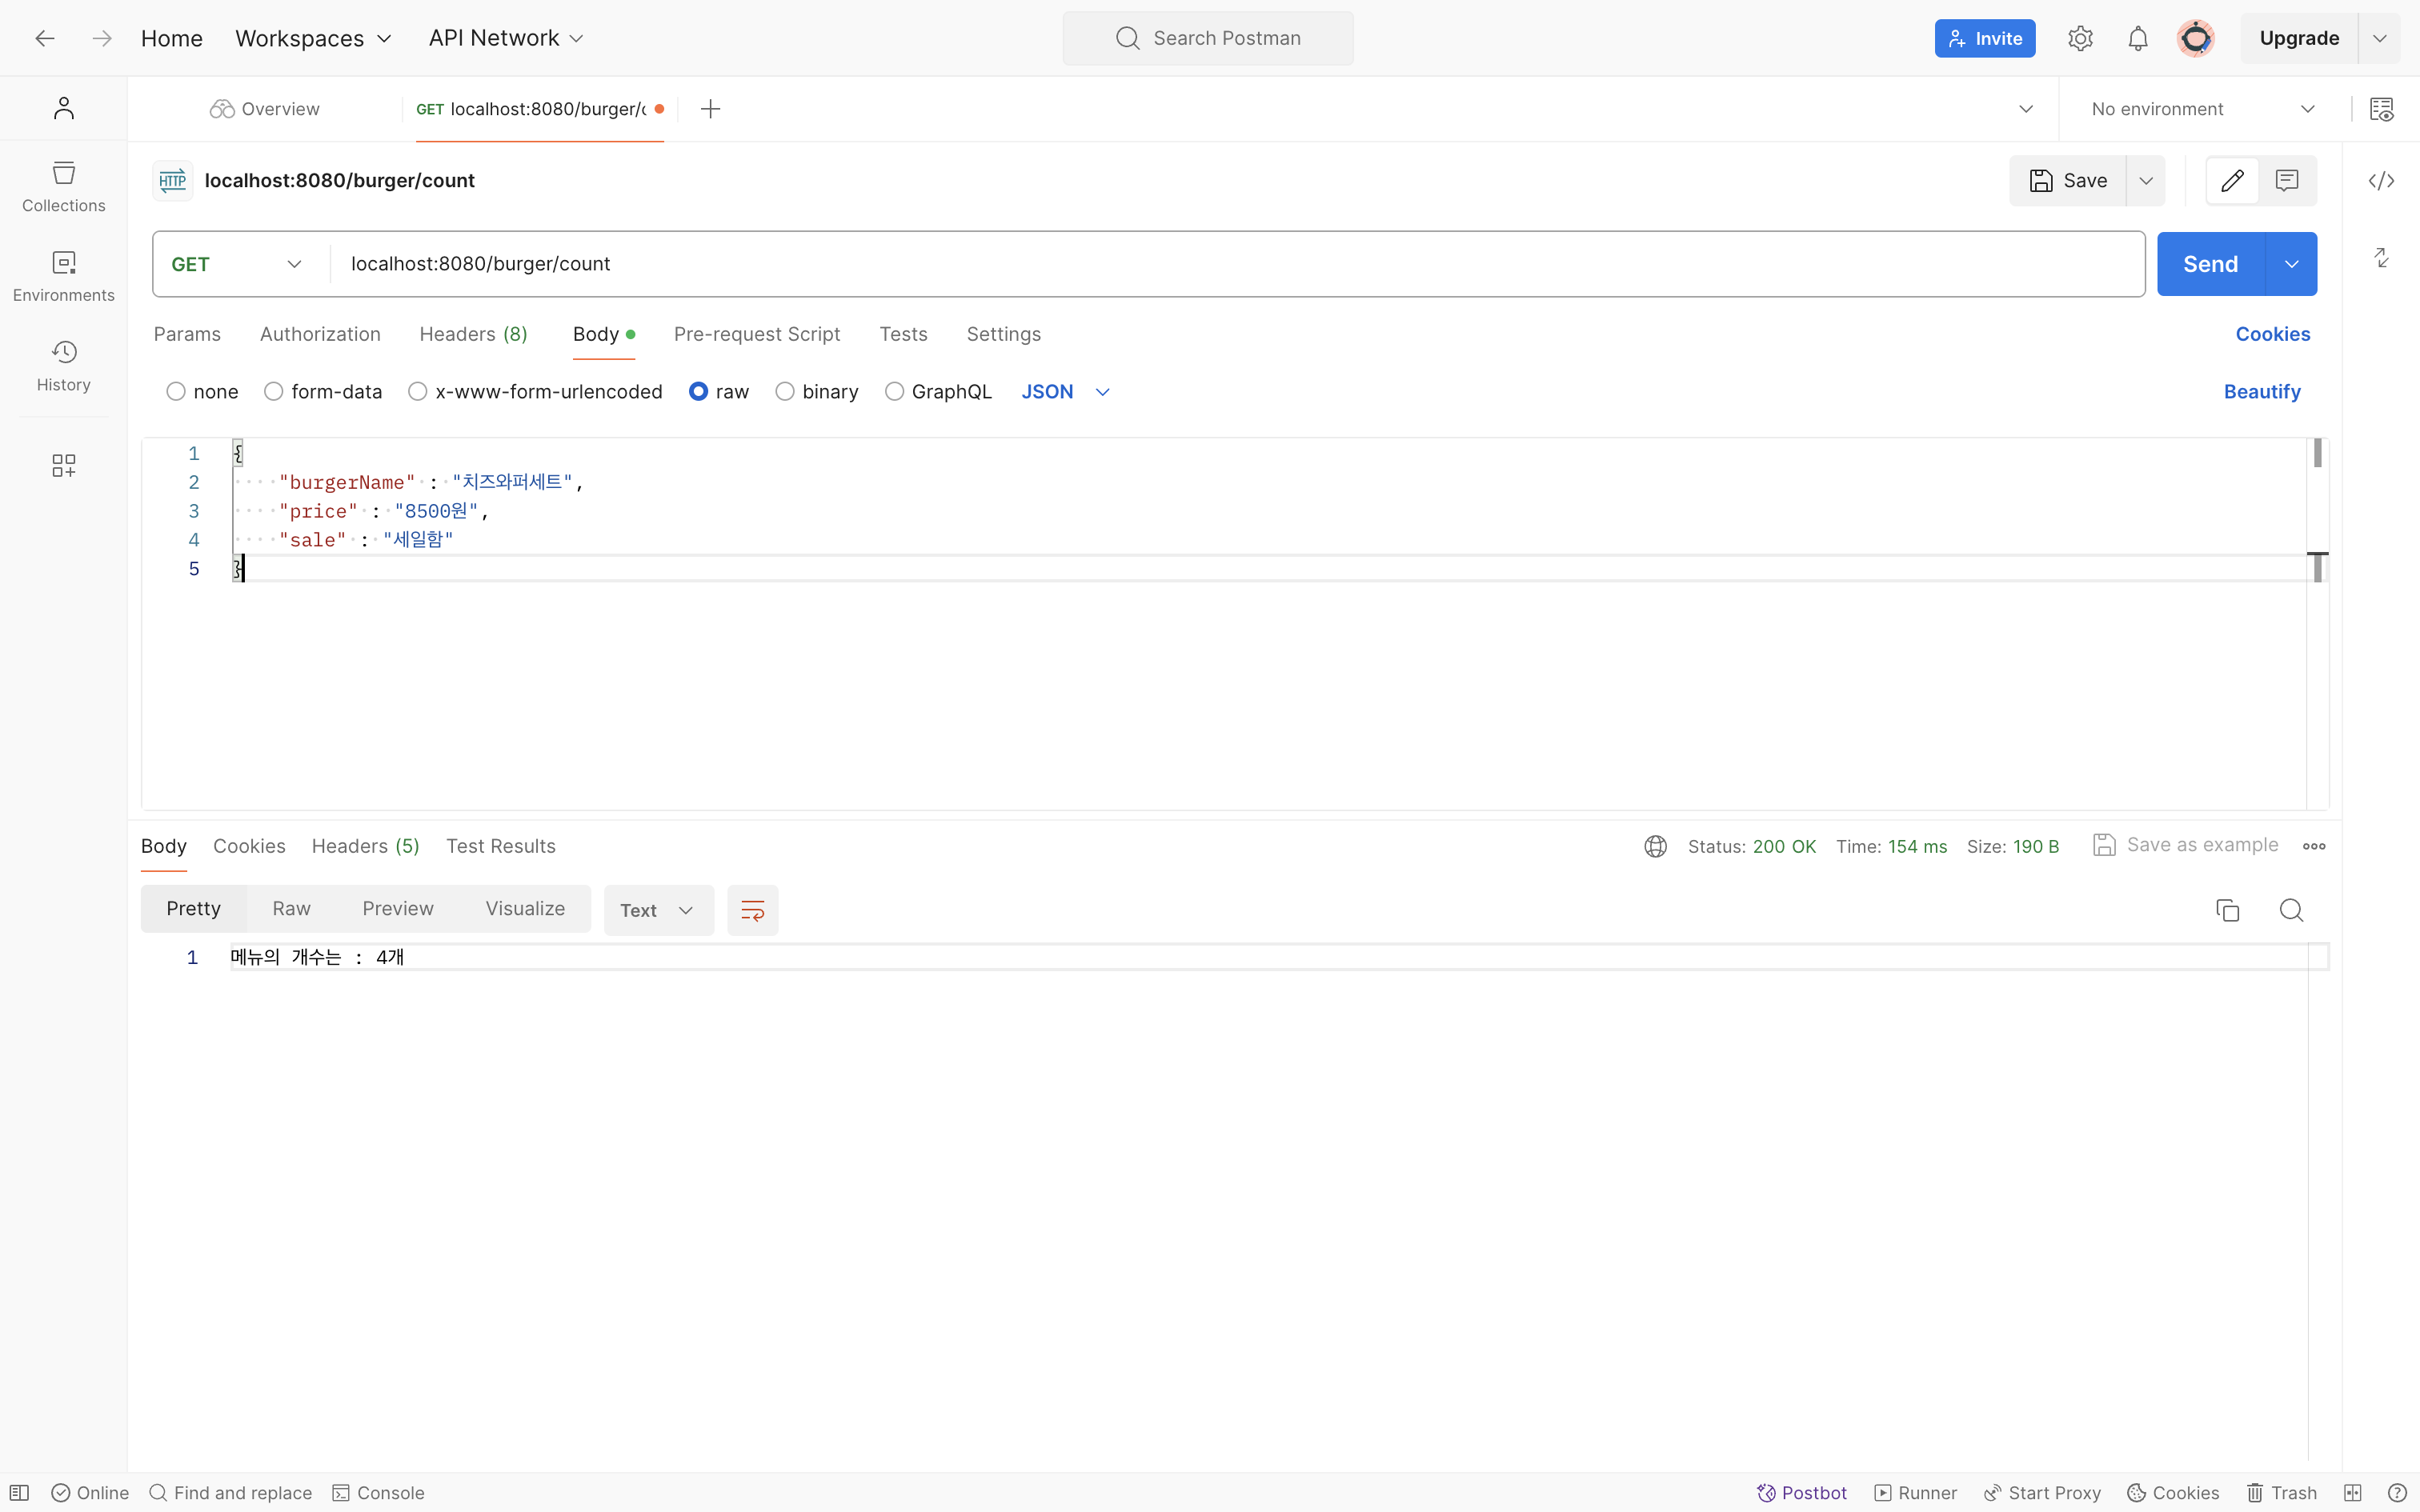 Home Workspaces API Network Search Postman Invite Upgrade
Overview GET localhost:8080/burger/c No environment
HTTP localhost:8080/burger/count Save
GET localhost:8080/burger/count Send
Params Authorization Headers (8) Body Pre-request Script Tests Settings Cookies
none form-data x-www-form-urlencoded raw binary GraphQL JSON Beautify
Collections
Environments
History
1 {
2 "burgerName" : "치즈와퍼세트",
3 "price" : "8500원",
4 "sale" : "세일함"
5 }
Body Cookies Headers (5) Test Results Status: 200 OK Time: 154 ms Size: 190 B Save as example
Pretty Raw Preview Visualize Text
1 메뉴의 개수는 : 4개
Online Find and replace Console Postbot Runner Start Proxy Cookies Trash